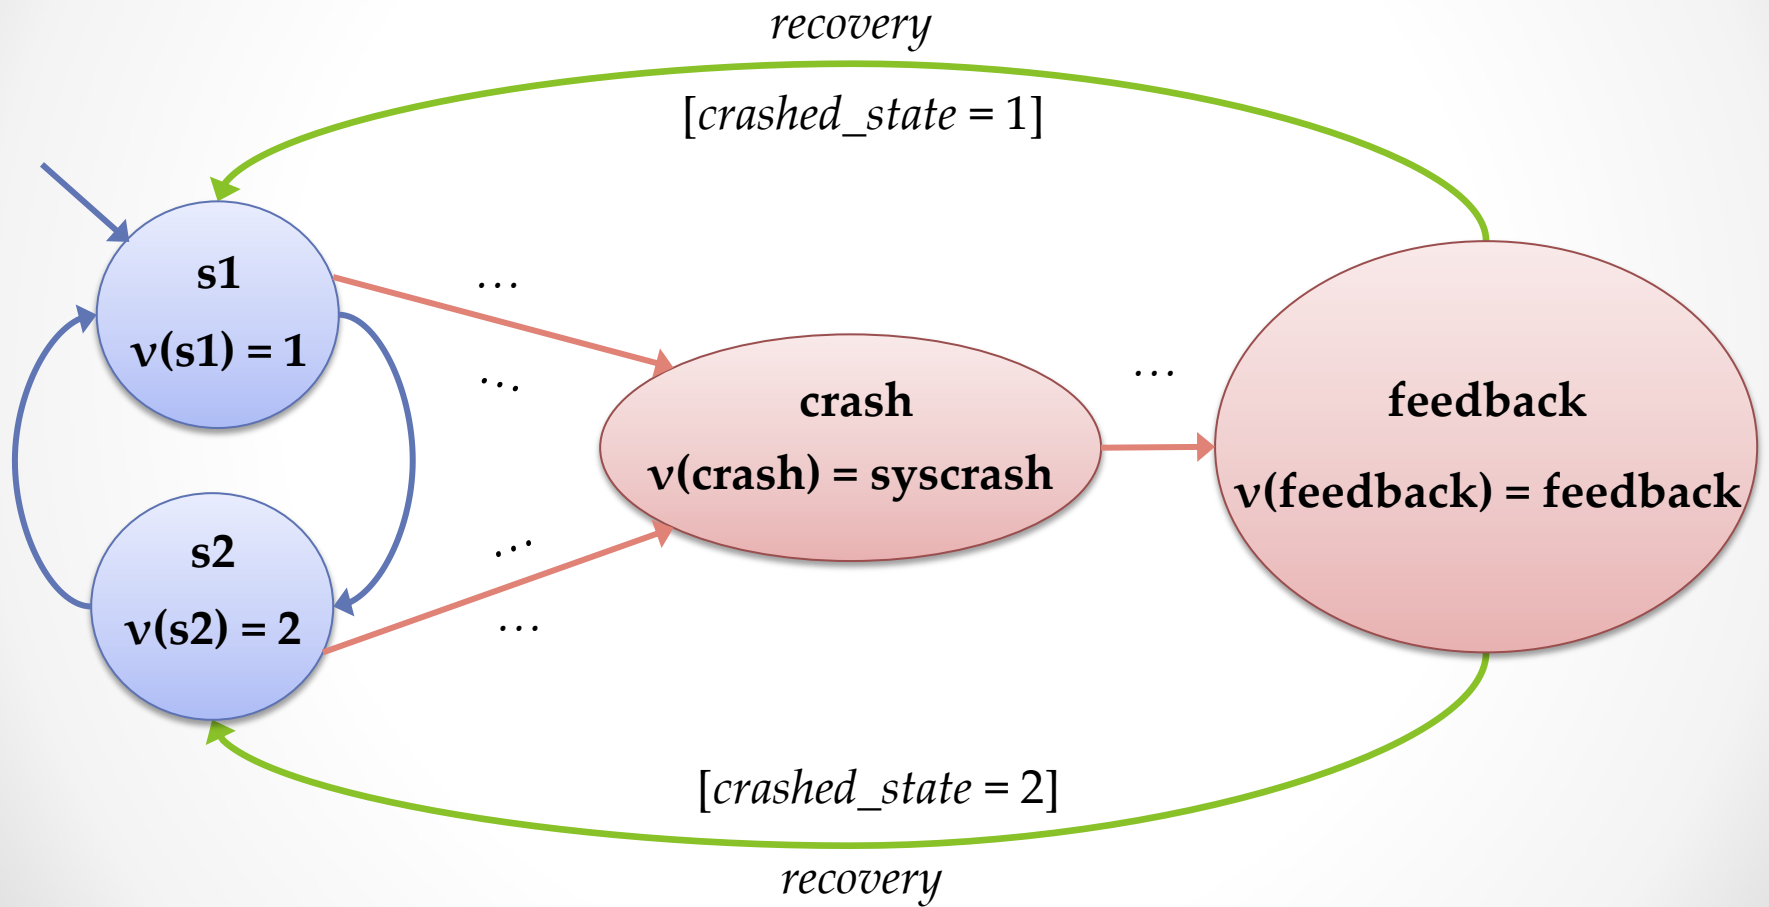 recovery
[crashed_state = 1]
s1
ν(s1) = 1
…
…
…
crash
ν(crash) = syscrash
feedback
ν(feedback) = feedback
s2
ν(s2) = 2
…
…
[crashed_state = 2]
recovery